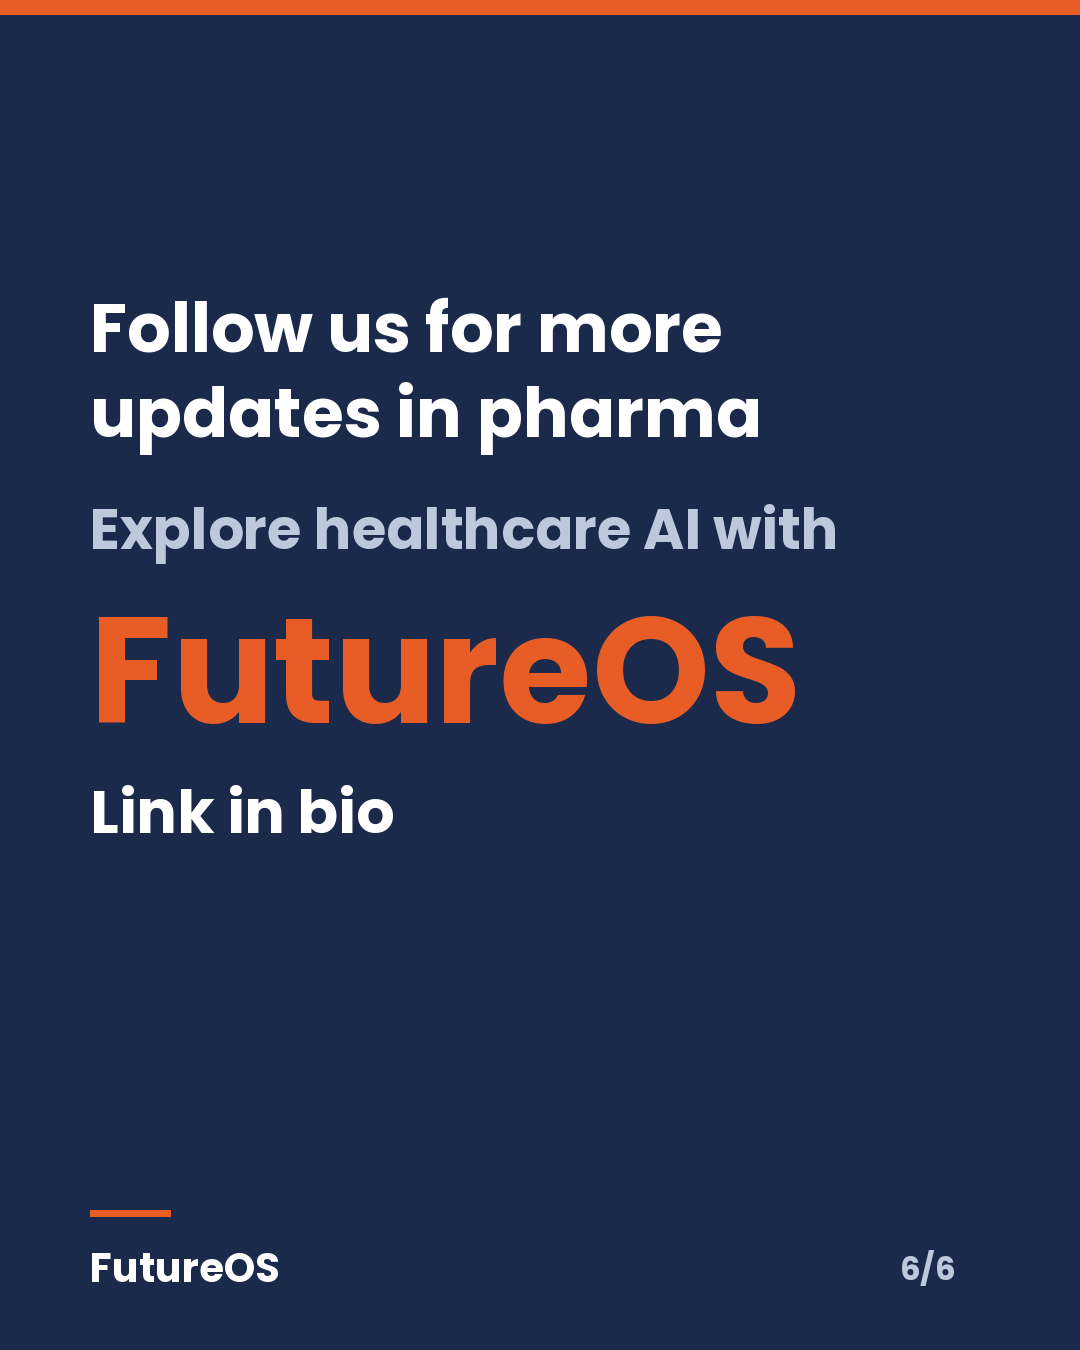 Follow us for more
updates in pharma
Explore healthcare AI with
FutureOS
Link in bio
FutureOS
6/6